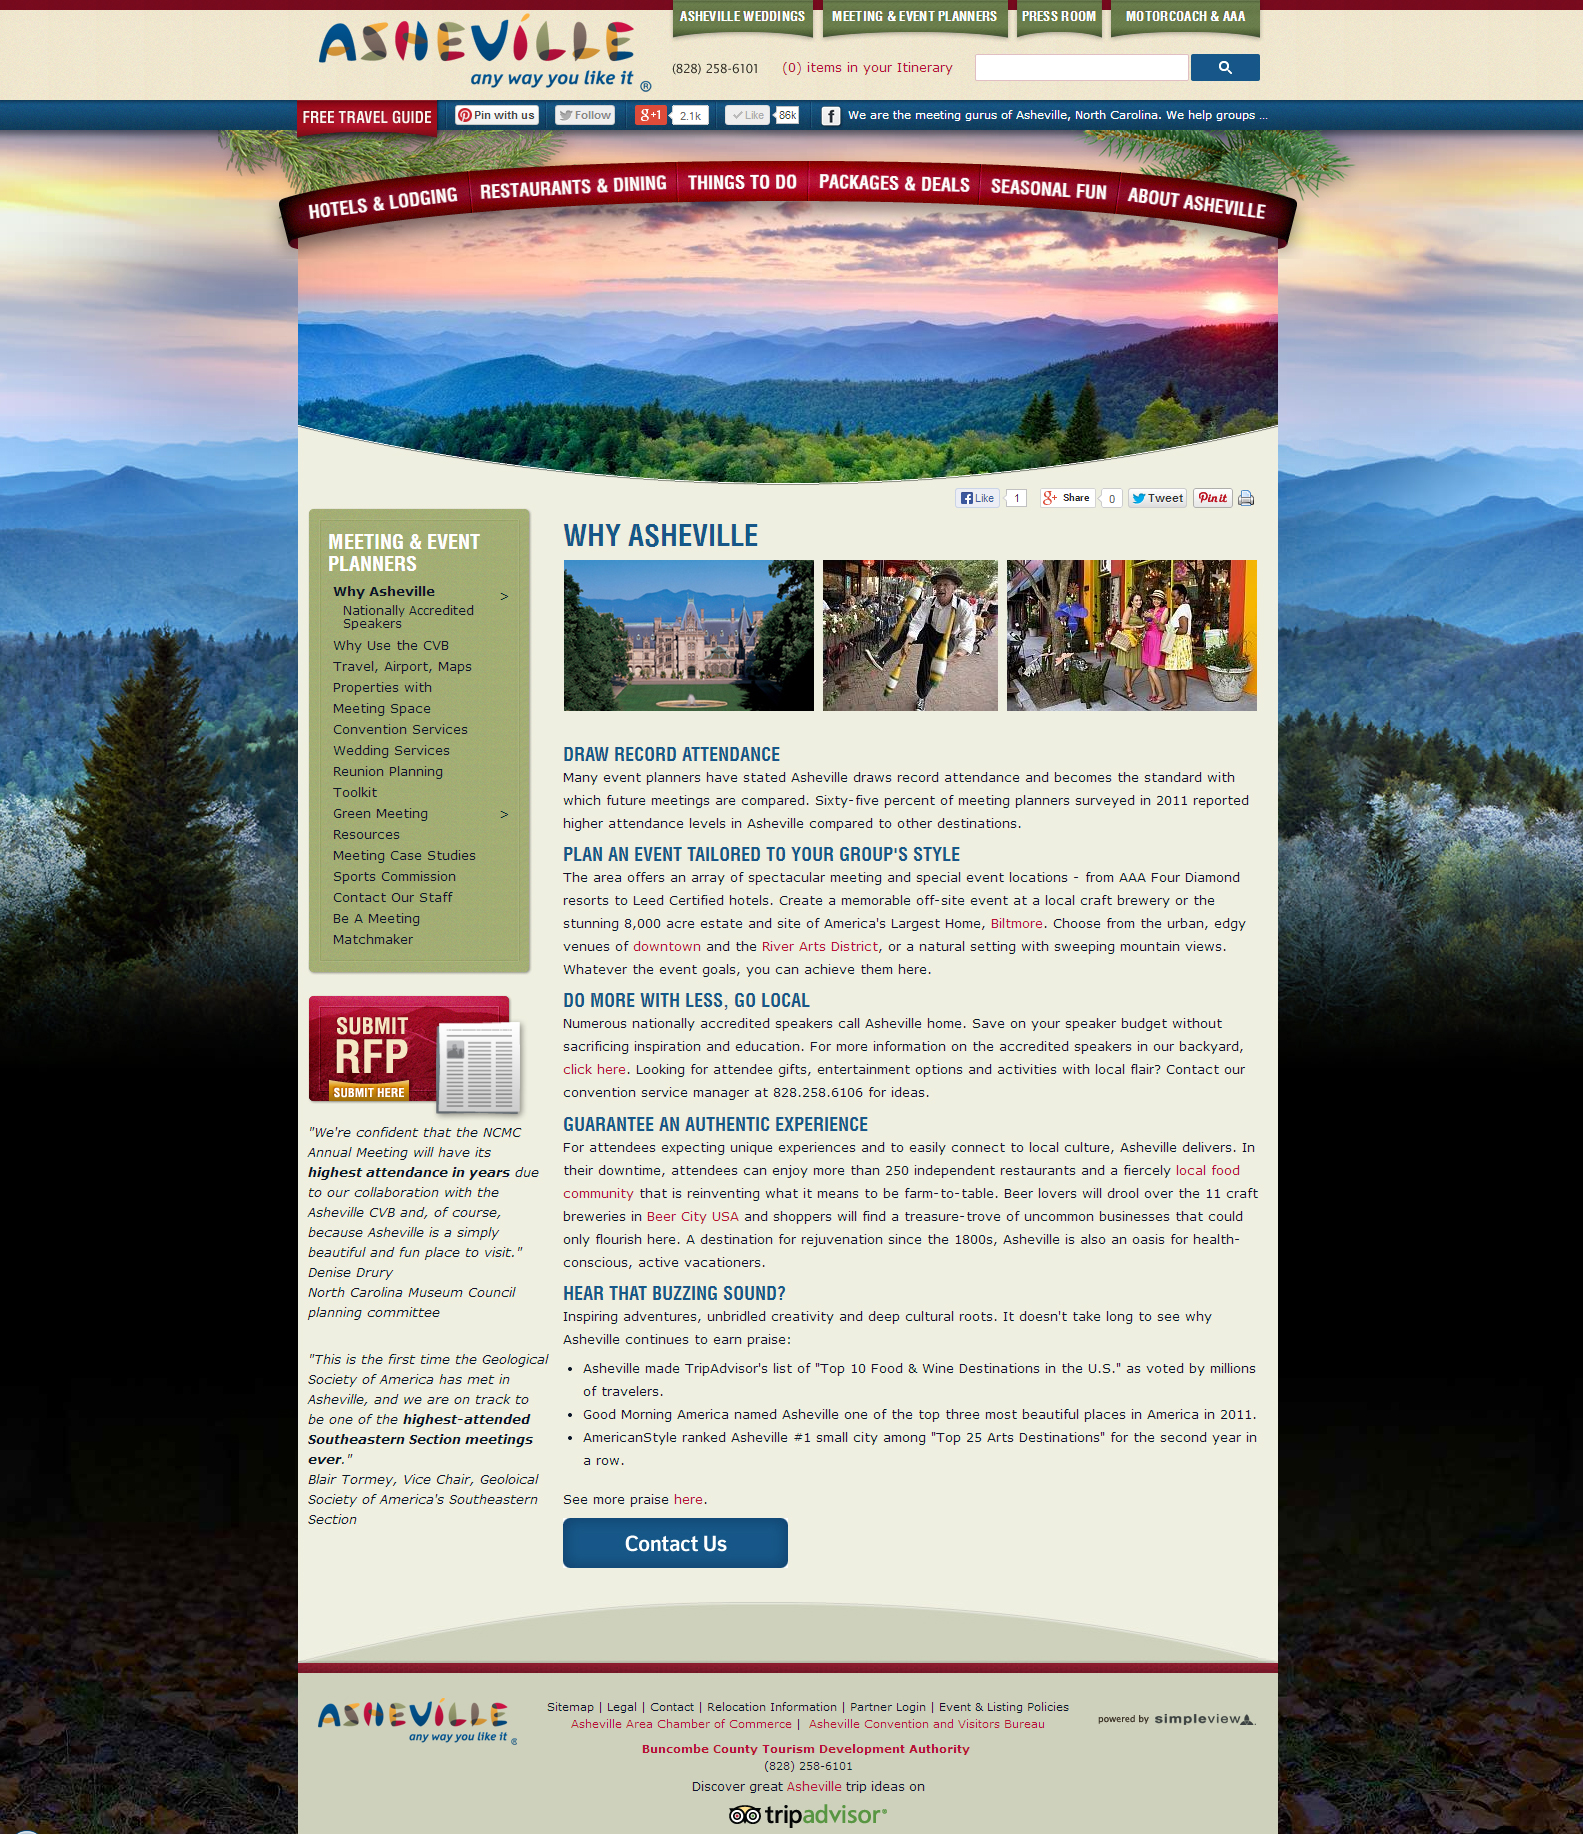 ASHEVILLE WEDDINGS
MEETING & EVENT PLANNERS
PRESS ROOM
MOTORCOACH & AAA
ASHEVILLE
any way you like it ®
(828) 258-6101
(0) items in your Itinerary
FREE TRAVEL GUIDE
Pin with us
Follow
g+1
2.1k
Like
86k
We are the meeting gurus of Asheville, North Carolina. We help groups ...
HOTELS & LODGING
RESTAURANTS & DINING
THINGS TO DO
PACKAGES & DEALS
SEASONAL FUN
ABOUT ASHEVILLE
Like
1
Share
0
Tweet
Pin it
MEETING & EVENT
PLANNERS
Why Asheville >
Nationally Accredited
Speakers
Why Use the CVB
Travel, Airport, Maps
Properties with
Meeting Space
Convention Services
Wedding Services
Reunion Planning
Toolkit
Green Meeting >
Resources
Meeting Case Studies
Sports Commission
Contact Our Staff
Be A Meeting
Matchmaker
SUBMIT
RFP
SUBMIT HERE
"We're confident that the NCMC
Annual Meeting will have its
highest attendance in years due
to our collaboration with the
Asheville CVB and, of course,
because Asheville is a simply
beautiful and fun place to visit."
Denise Drury
North Carolina Museum Council
planning committee
"This is the first time the Geological
Society of America has met in
Asheville, and we are on track to
be one of the highest-attended
Southeastern Section meetings
ever."
Blair Tormey, Vice Chair, Geoloical
Society of America's Southeastern
Section
WHY ASHEVILLE
DRAW RECORD ATTENDANCE
Many event planners have stated Asheville draws record attendance and becomes the standard with
which future meetings are compared. Sixty-five percent of meeting planners surveyed in 2011 reported
higher attendance levels in Asheville compared to other destinations.
PLAN AN EVENT TAILORED TO YOUR GROUP'S STYLE
The area offers an array of spectacular meeting and special event locations - from AAA Four Diamond
resorts to Leed Certified hotels. Create a memorable off-site event at a local craft brewery or the
stunning 8,000 acre estate and site of America's Largest Home, Biltmore. Choose from the urban, edgy
venues of downtown and the River Arts District, or a natural setting with sweeping mountain views.
Whatever the event goals, you can achieve them here.
DO MORE WITH LESS, GO LOCAL
Numerous nationally accredited speakers call Asheville home. Save on your speaker budget without
sacrificing inspiration and education. For more information on the accredited speakers in our backyard,
click here. Looking for attendee gifts, entertainment options and activities with local flair? Contact our
convention service manager at 828.258.6106 for ideas.
GUARANTEE AN AUTHENTIC EXPERIENCE
For attendees expecting unique experiences and to easily connect to local culture, Asheville delivers. In
their downtime, attendees can enjoy more than 250 independent restaurants and a fiercely local food
community that is reinventing what it means to be farm-to-table. Beer lovers will drool over the 11 craft
breweries in Beer City USA and shoppers will find a treasure-trove of uncommon businesses that could
only flourish here. A destination for rejuvenation since the 1800s, Asheville is also an oasis for health-
conscious, active vacationers.
HEAR THAT BUZZING SOUND?
Inspiring adventures, unbridled creativity and deep cultural roots. It doesn't take long to see why
Asheville continues to earn praise:
• Asheville made TripAdvisor's list of "Top 10 Food & Wine Destinations in the U.S." as voted by millions
of travelers.
• Good Morning America named Asheville one of the top three most beautiful places in America in 2011.
• AmericanStyle ranked Asheville #1 small city among "Top 25 Arts Destinations" for the second year in
a row.
See more praise here.
Contact Us
ASHEVILLE
any way you like it ®
Sitemap | Legal | Contact | Relocation Information | Partner Login | Event & Listing Policies
Asheville Area Chamber of Commerce | Asheville Convention and Visitors Bureau
Buncombe County Tourism Development Authority
(828) 258-6101
Discover great Asheville trip ideas on
tripadvisor®
powered by simpleview